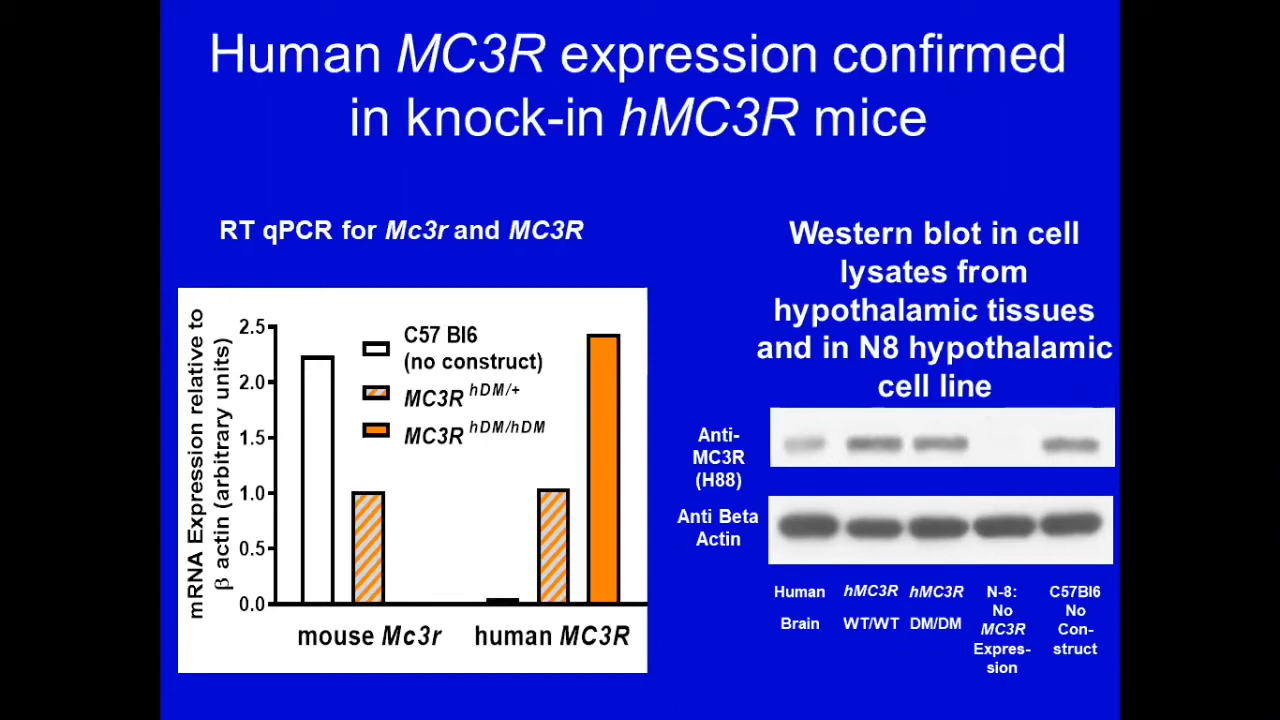 Human MC3R expression confirmed
in knock-in hMC3R mice
RT qPCR for Mc3r and MC3R
mRNA Expression relative to
β actin (arbitrary units)
2.5
2.0
1.5
1.0
0.5
0.0
C57 Bl6
(no construct)
MC3R hDM/+
MC3R hDM/hDM
mouse Mc3r
human MC3R
Western blot in cell
lysates from
hypothalamic tissues
and in N8 hypothalamic
cell line
Anti-
MC3R
(H88)
Anti Beta
Actin
Human
Brain
hMC3R
WT/WT
hMC3R
DM/DM
N-8:
No
MC3R
Expres-
sion
C57Bl6
No
Con-
struct